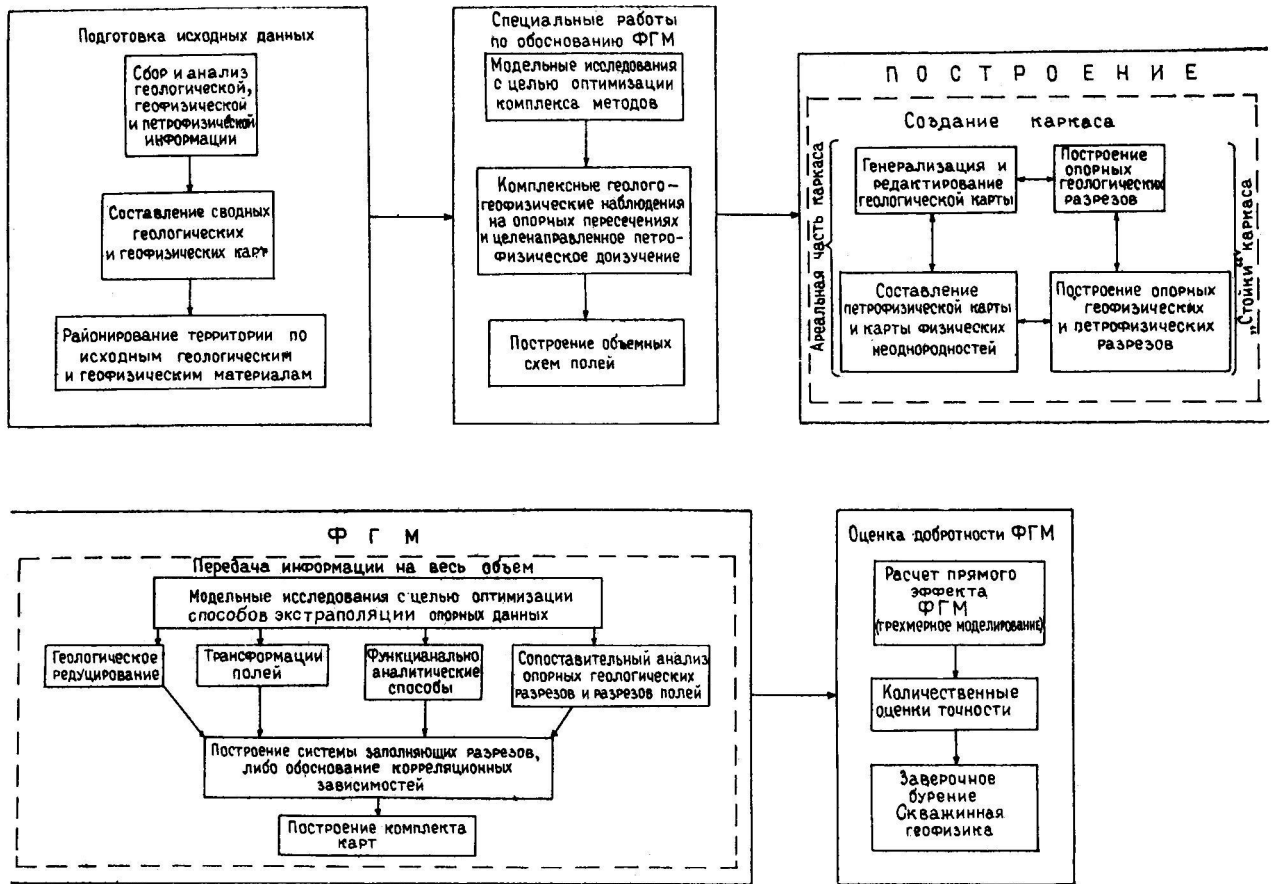 Подготовка исходных данных
Сбор и анализ
геологической,
геофизической
и петрофизической
информации
Составление сводных
геологических
и геофизических карт
Районирование территории по
исходным геологическим
и геофизическим материалам
Специальные работы
по обоснованию ФГМ
Модельные исследования
с целью оптимизации
комплекса методов
Комплексные геолого-
геофизические наблюдения
на опорных пересечениях
и целенаправленное петро-
физическое доизучение
Построение объемных
схем полей
ПОСТРОЕНИЕ
Создание каркаса
Ареальная часть каркаса
Генерализация и
редактирование
геологической карты
Построение
опорных
геологических
разрезов
Составление
петрофизической карты
и карты физических
неоднородностей
Построение опорных
геофизических
и петрофизических
разрезов
„Стойки“ каркаса
ФГМ
Передача информации на весь объем
Модельные исследования с целью оптимизации
способов экстраполяции опорных данных
Геологическое
редуцирование
Трансформации
полей
Функцианально
аналитические
способы
Сопоставительный анализ
опорных геологических
разрезов и разрезов полей
Построение системы заполняющих разрезов,
либо обоснование корреляционных
зависимостей
Построение комплекта
карт
Оценка добротности ФГМ
Расчет прямого
эффекта
ФГМ
(трехмерное моделирование)
Количественные
оценки точности
Заверочное
бурение
Скважинная
геофизика